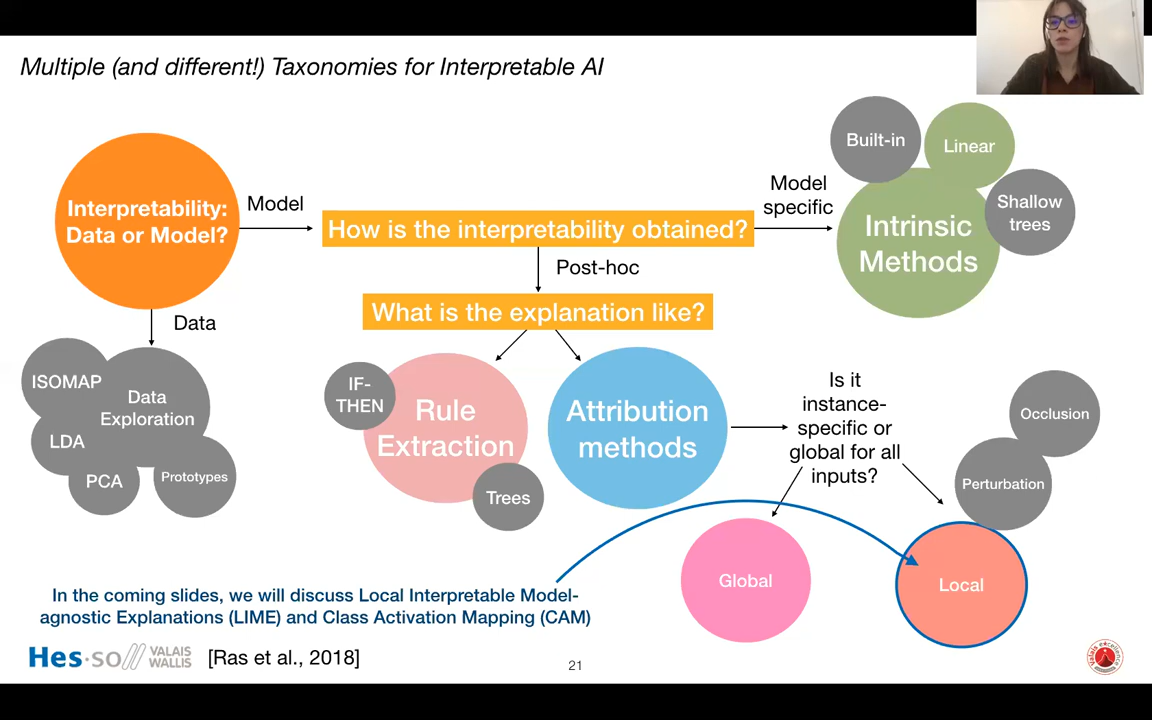 Multiple (and different!) Taxonomies for Interpretable AI
Interpretability:
Data or Model?
Model
How is the interpretability obtained?
Model
specific
Built-in
Linear
Shallow
trees
Intrinsic
Methods
Post-hoc
What is the explanation like?
Data
ISOMAP
Data
Exploration
LDA
PCA
Prototypes
IF-
THEN
Rule
Extraction
Trees
Attribution
methods
Is it
instance-
specific or
global for all
inputs?
Occlusion
Perturbation
Global
Local
In the coming slides, we will discuss Local Interpretable Model-
agnostic Explanations (LIME) and Class Activation Mapping (CAM)
Hes·so VALAIS
WALLIS
[Ras et al., 2018]
21